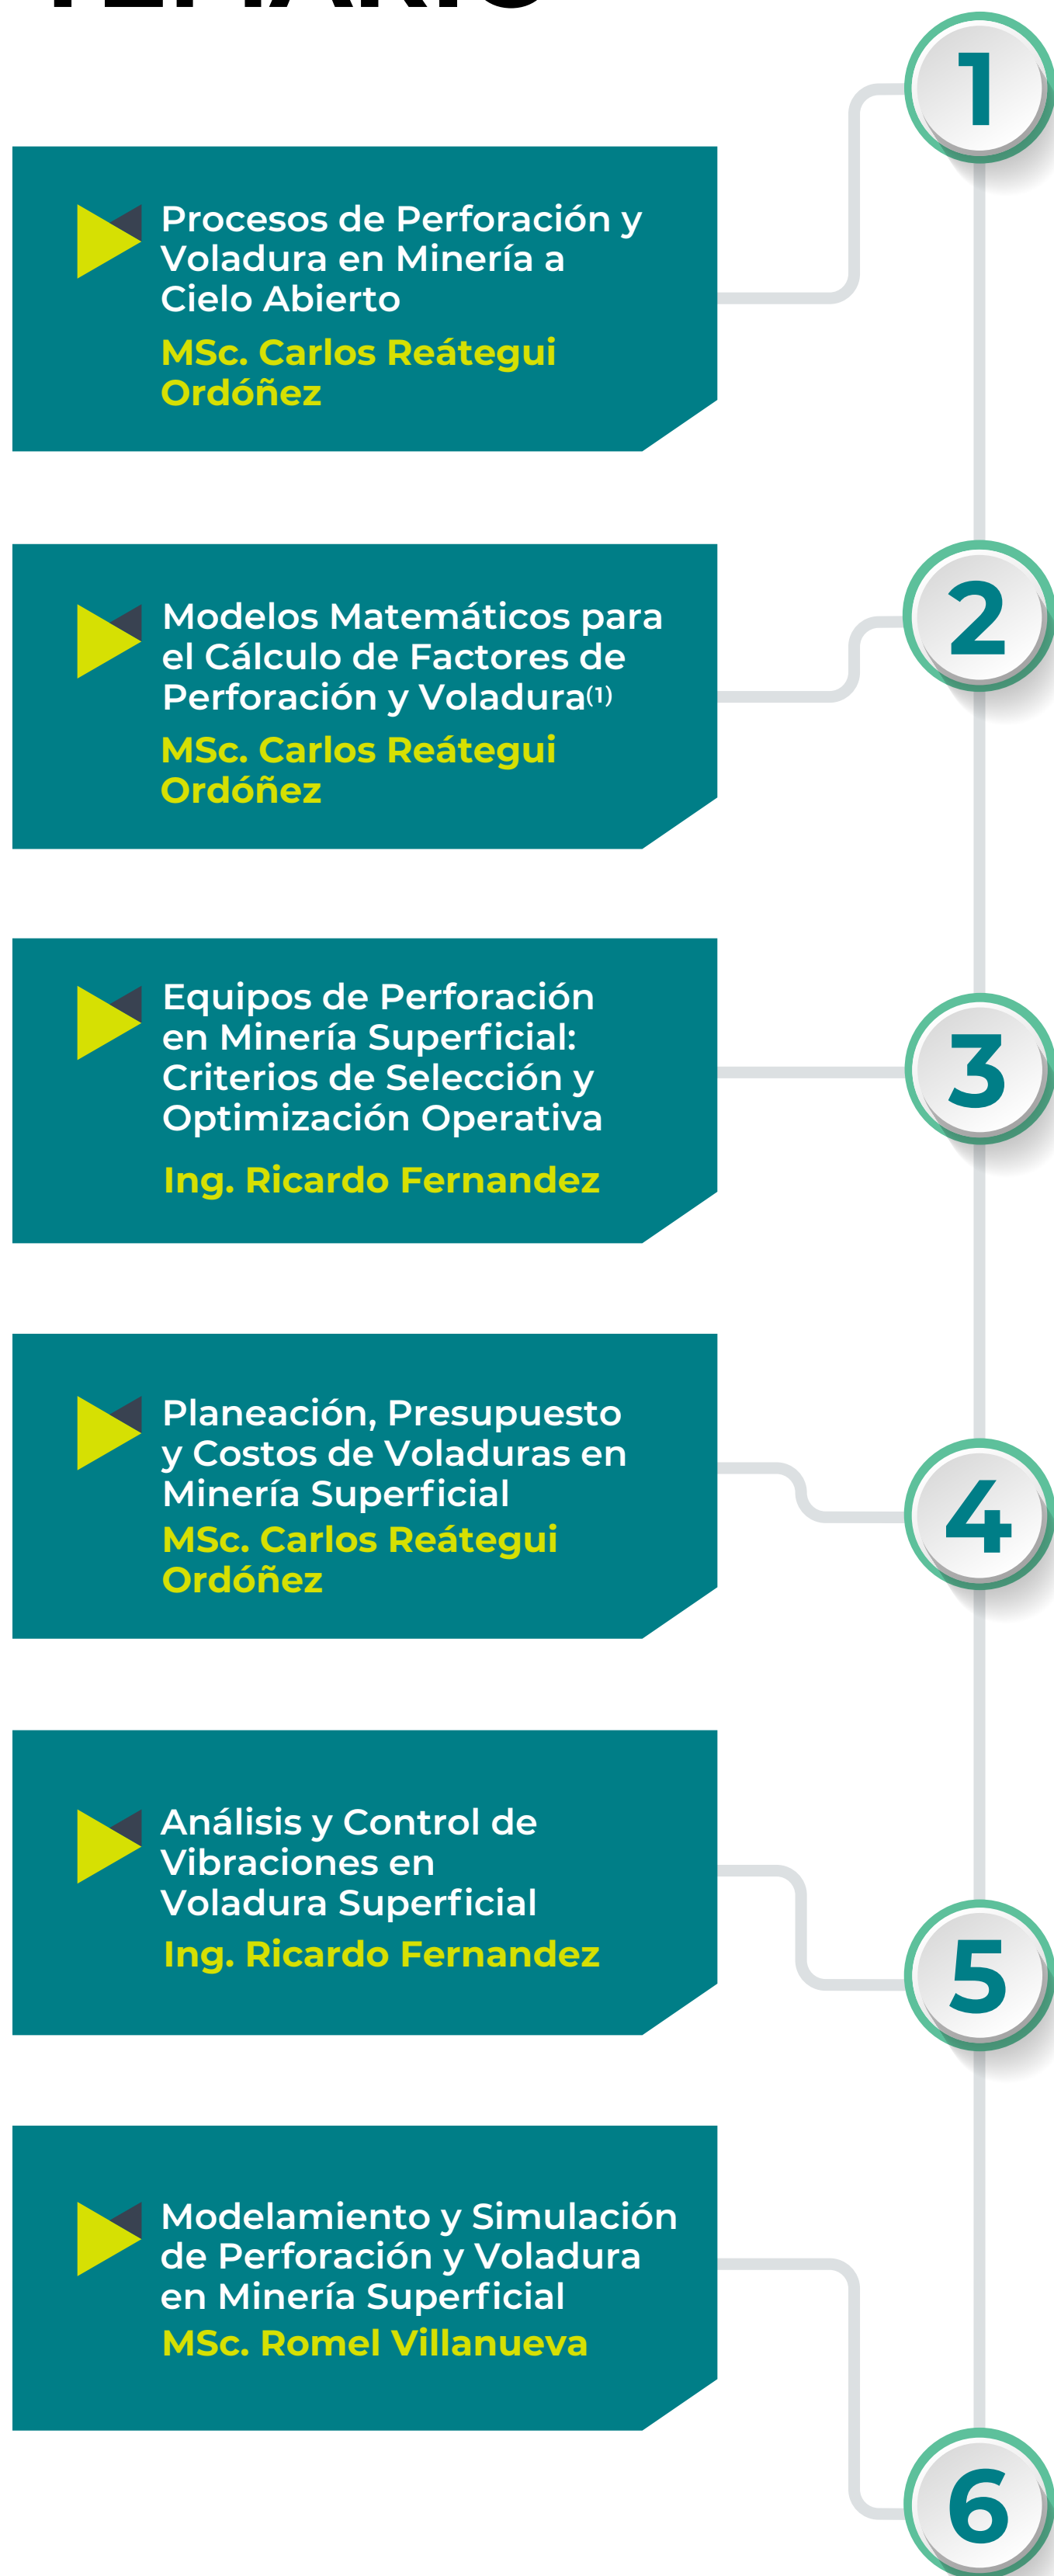 TEMARIO
1
Procesos de Perforación y
Voladura en Minería a
Cielo Abierto
MSc. Carlos Reátegui
Ordóñez
2
Modelos Matemáticos para
el Cálculo de Factores de
Perforación y Voladura(1)
MSc. Carlos Reátegui
Ordóñez
3
Equipos de Perforación
en Minería Superficial:
Criterios de Selección y
Optimización Operativa
Ing. Ricardo Fernandez
4
Planeación, Presupuesto
y Costos de Voladuras en
Minería Superficial
MSc. Carlos Reátegui
Ordóñez
5
Análisis y Control de
Vibraciones en
Voladura Superficial
Ing. Ricardo Fernandez
6
Modelamiento y Simulación
de Perforación y Voladura
en Minería Superficial
MSc. Romel Villanueva